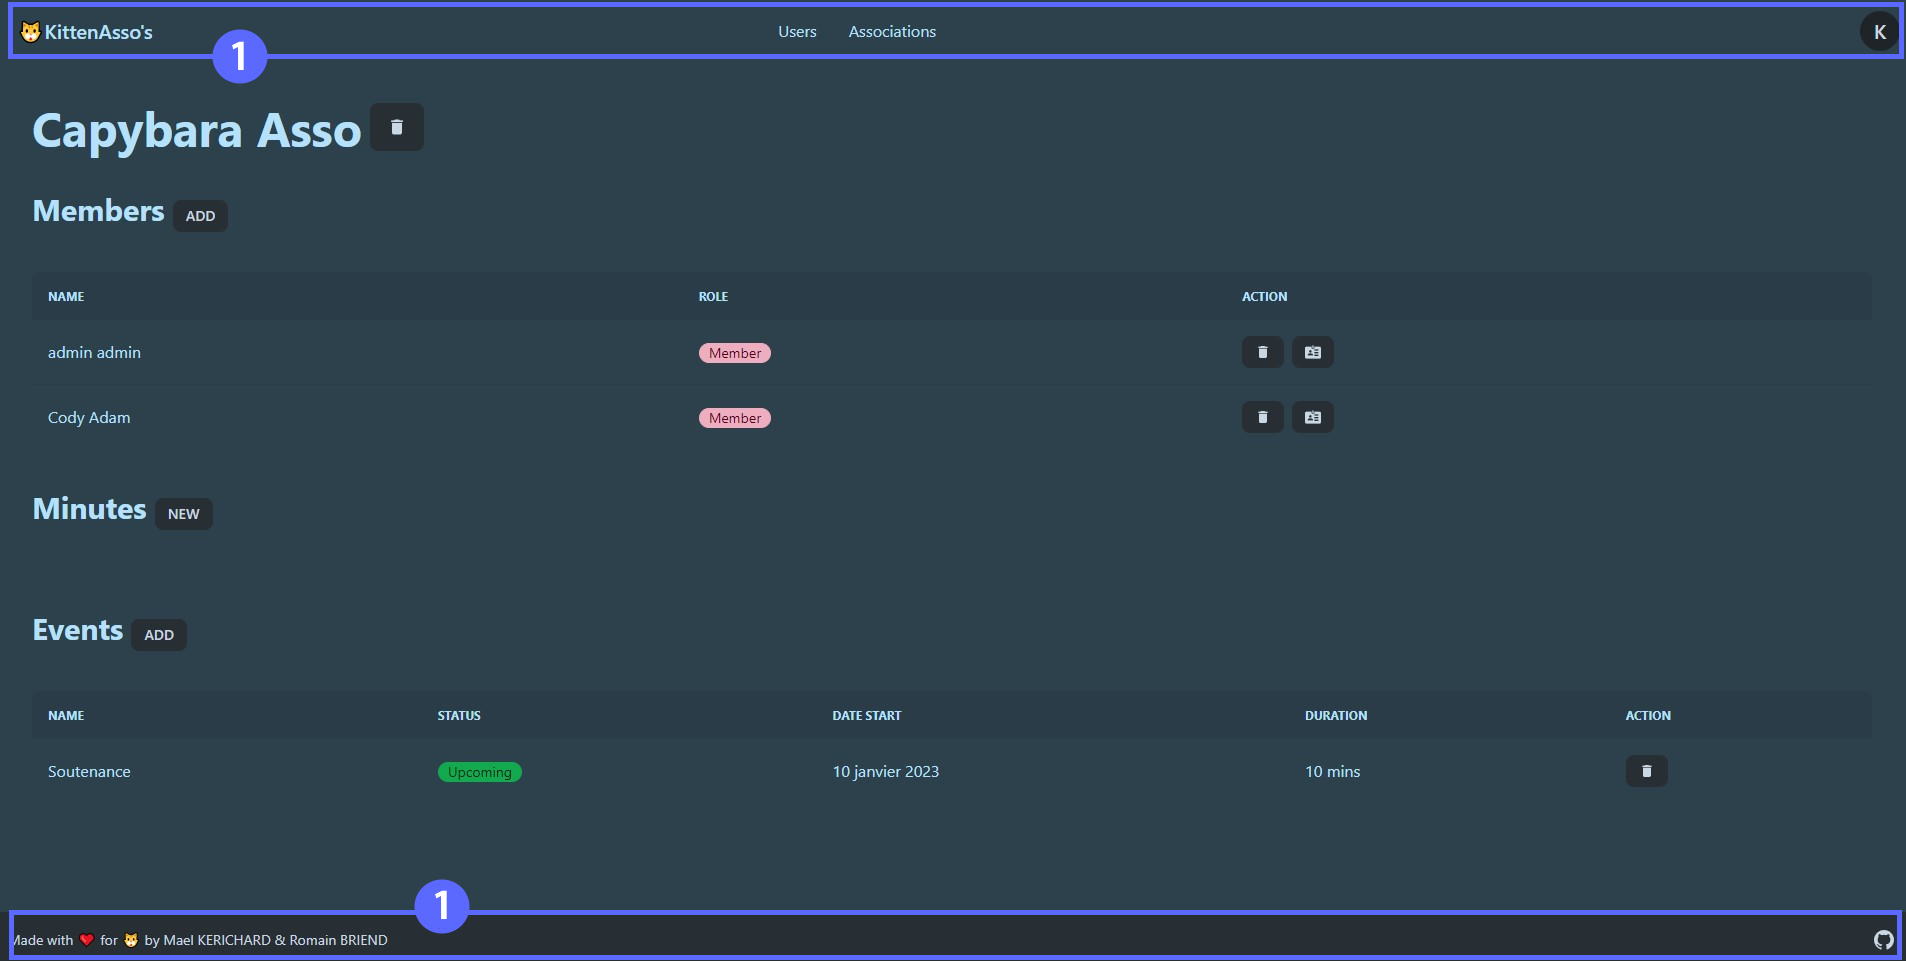 KittenAsso's Users Associations K
1
Capybara Asso
Members ADD
NAME ROLE ACTION
admin admin Member
Cody Adam Member
Minutes NEW
Events ADD
NAME STATUS DATE START DURATION ACTION
Soutenance Upcoming 10 janvier 2023 10 mins
1
Made with ❤️ for 🐱 by Mael KERICHARD & Romain BRIEND